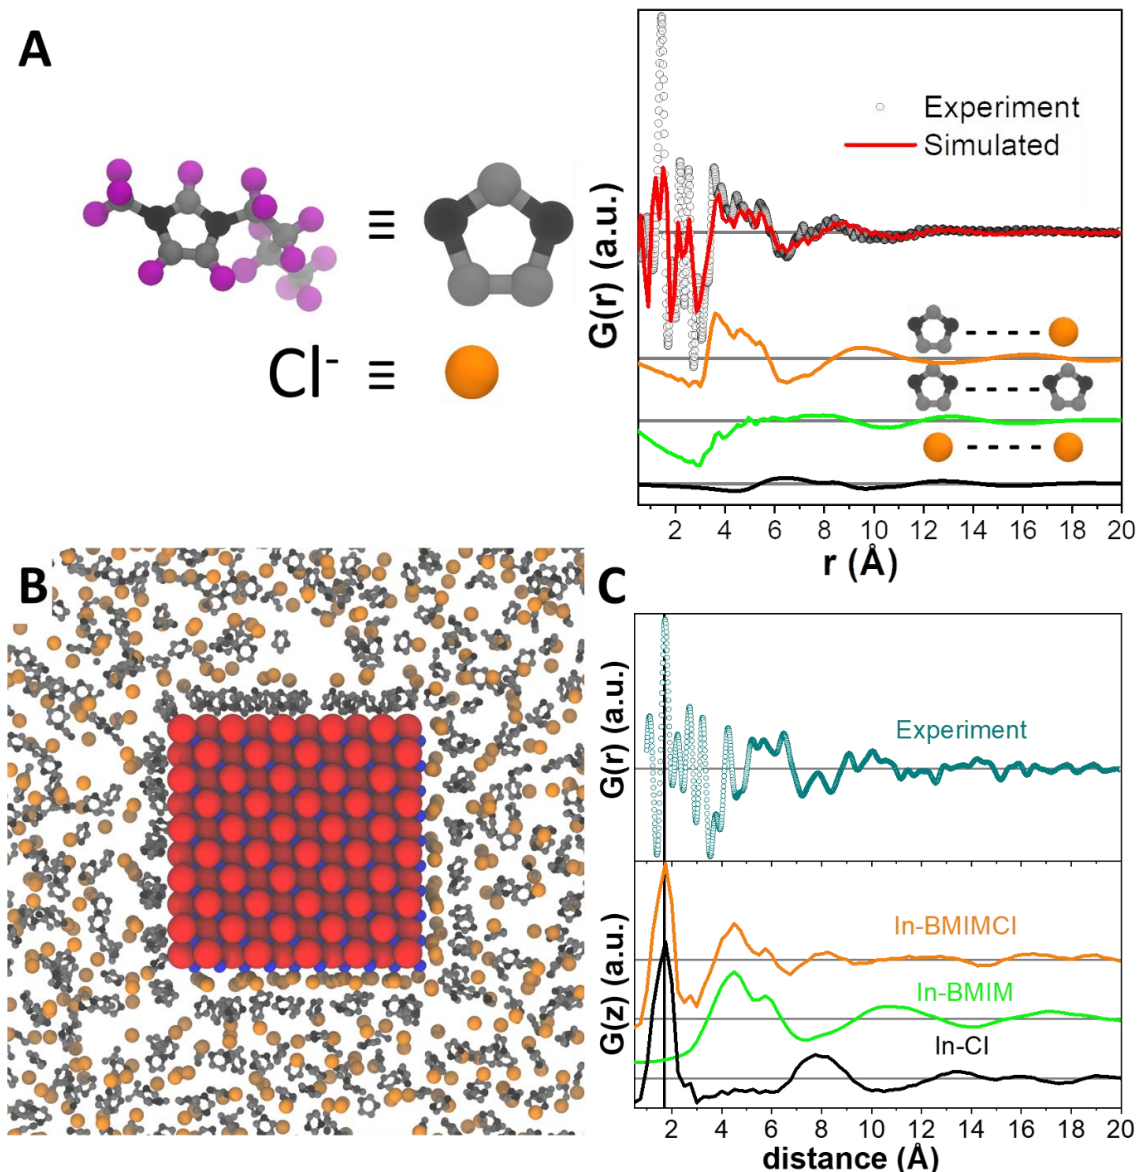 A
≡
Cl⁻ ≡
G(r) (a.u.)
Experiment
Simulated
2 4 6 8 10 12 14 16 18 20
r (Å)
B
C
G(r) (a.u.)
Experiment
G(z) (a.u.)
In-BMIMCl
In-BMIM
In-Cl
2 4 6 8 10 12 14 16 18 20
distance (Å)